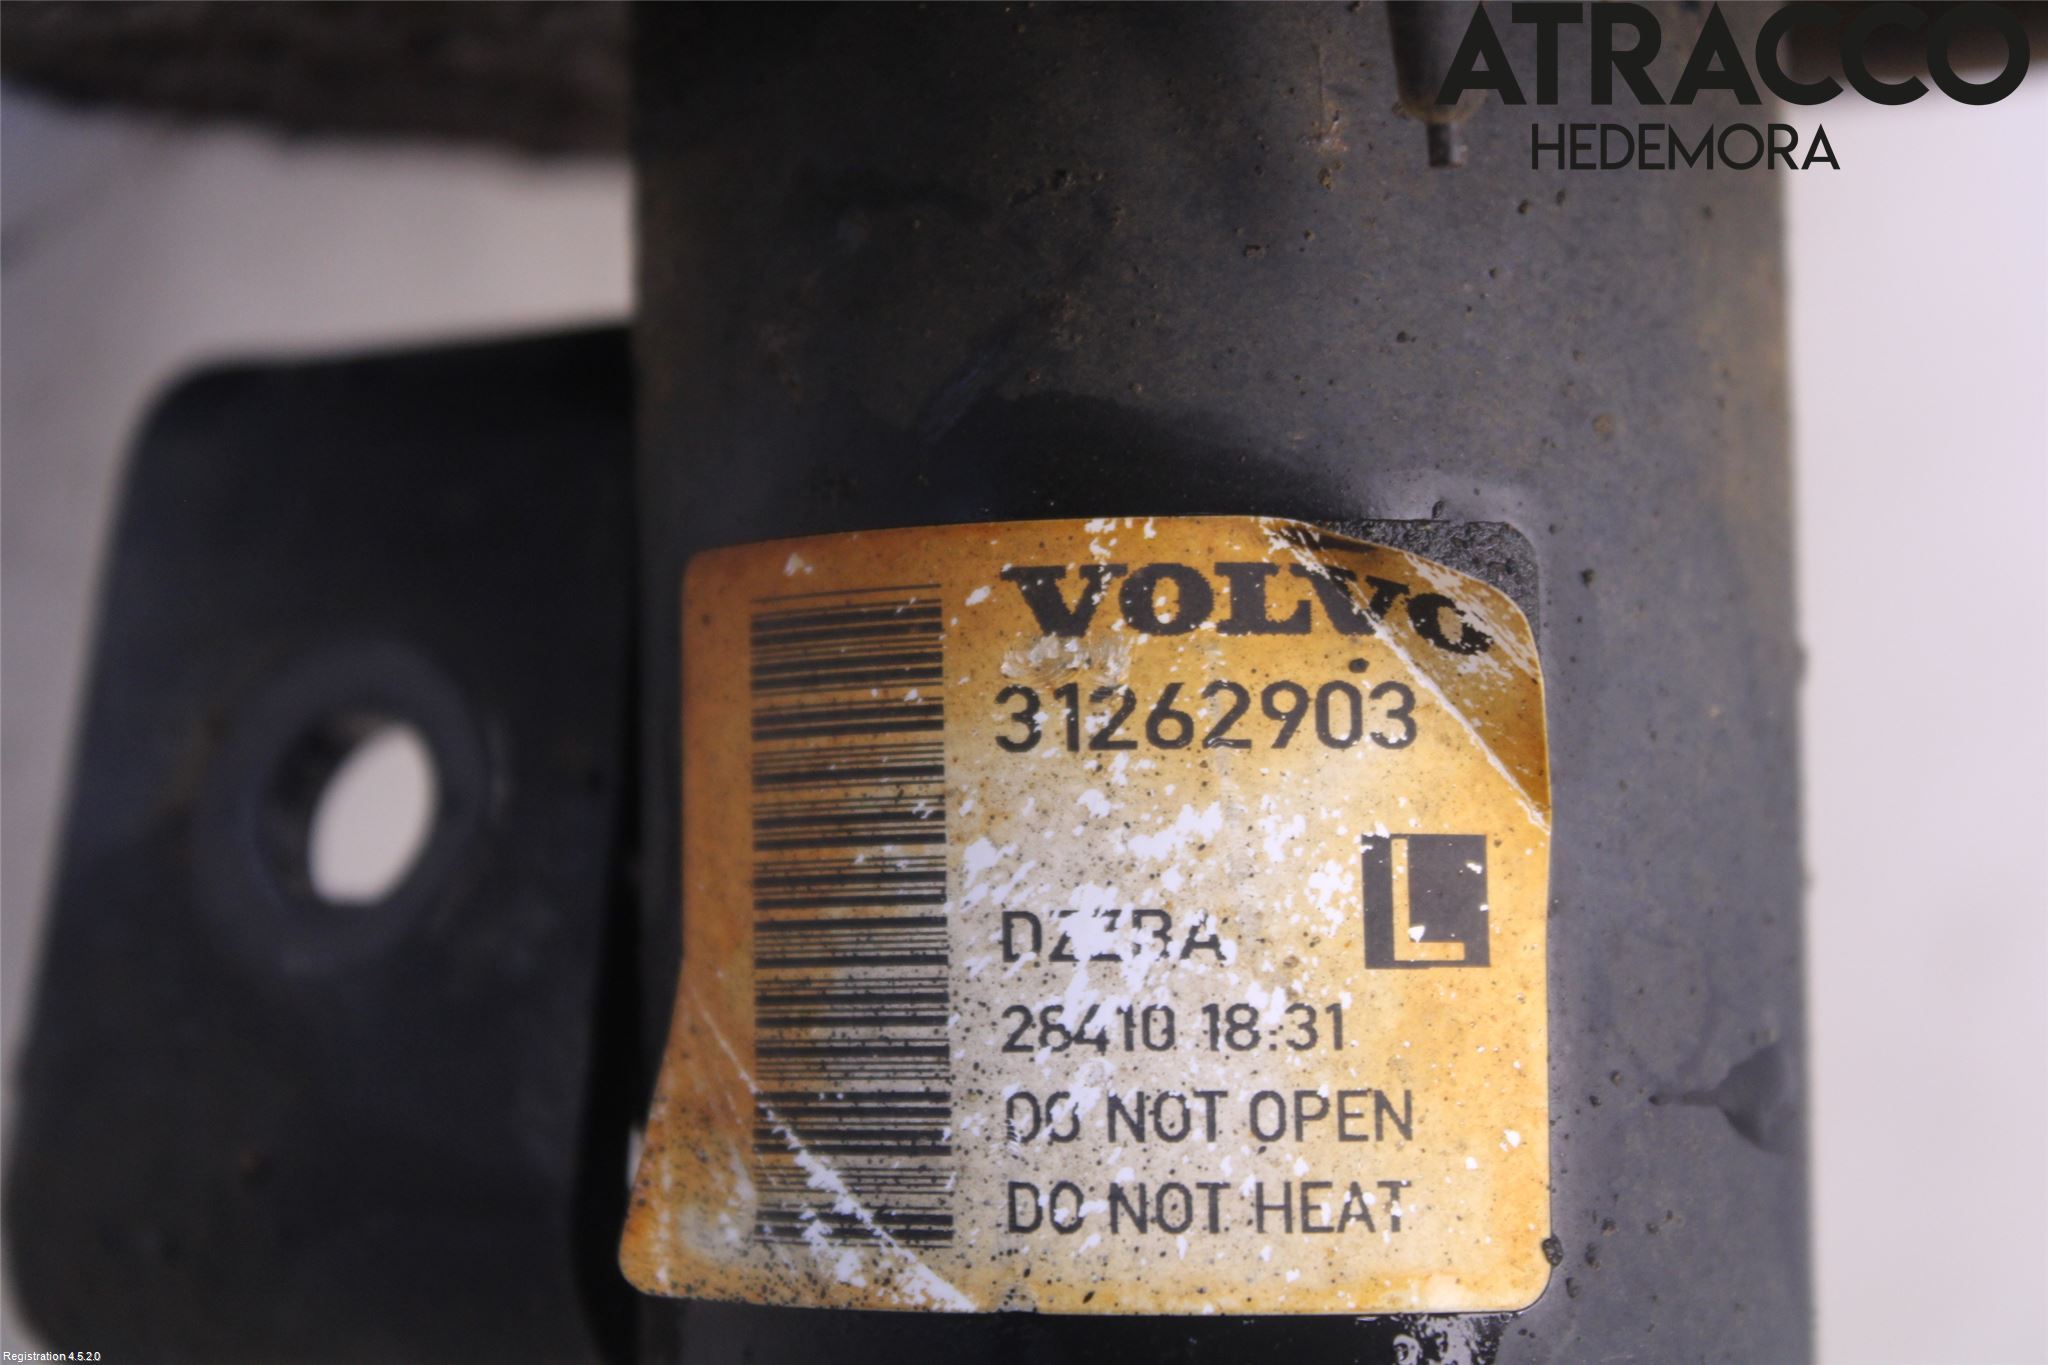 ATRACCO
HEDEMORA
VOLVO
31262903
L
28410 18:31
DO NOT OPEN
DO NOT HEAT
Registration 4.5.2.0